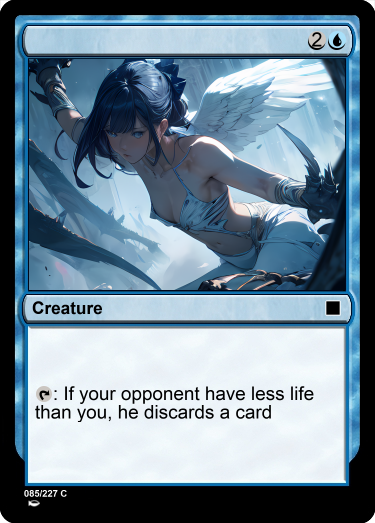 2
Creature
: If your opponent have less life
than you, he discards a card
085/227 C